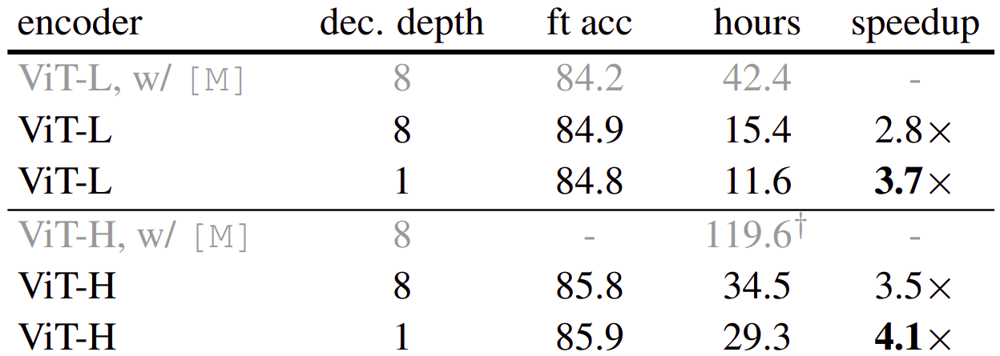 encoder dec. depth ft acc hours speedup
ViT-L, w/ [M] 8 84.2 42.4 -
ViT-L 8 84.9 15.4 2.8×
ViT-L 1 84.8 11.6 3.7×
ViT-H, w/ [M] 8 - 119.6† -
ViT-H 8 85.8 34.5 3.5×
ViT-H 1 85.9 29.3 4.1×